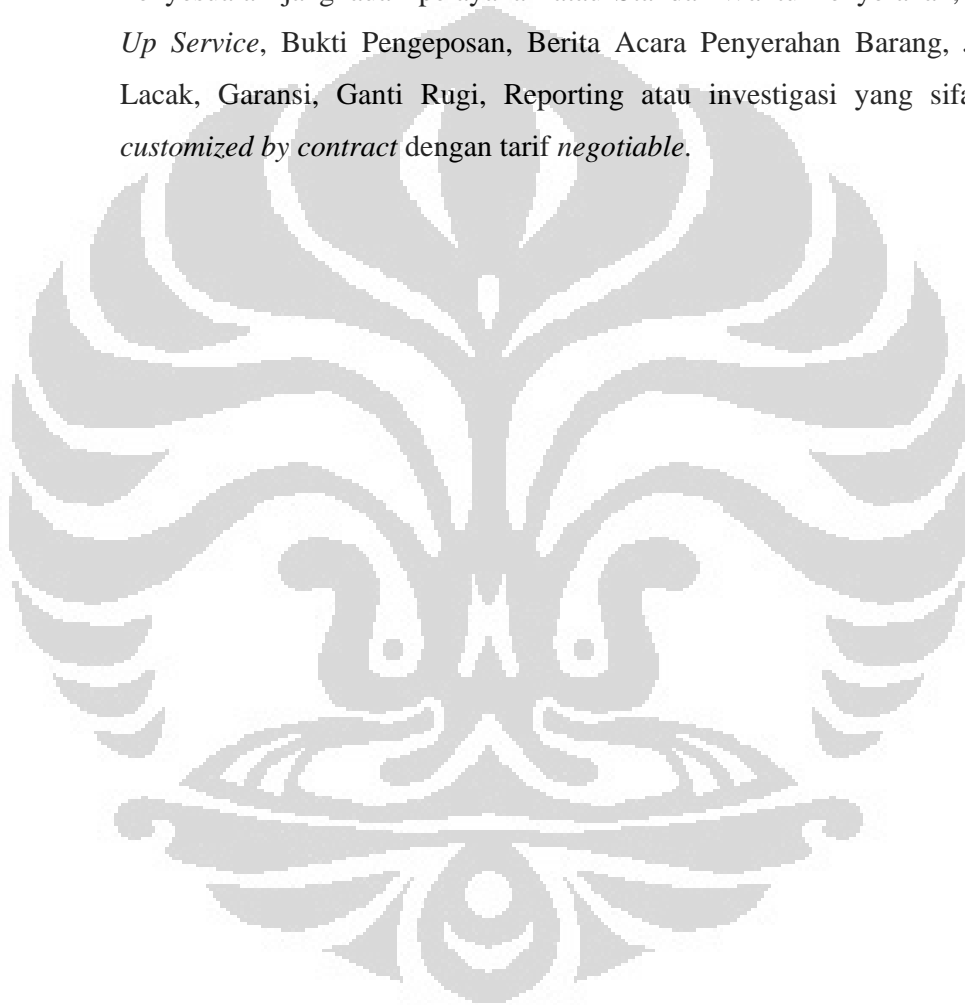 Up Service, Bukti Pengeposan, Berita Acara Penyerahan Barang,
Lacak, Garansi, Ganti Rugi, Reporting atau investigasi yang
customized by contract dengan tarif negotiable.